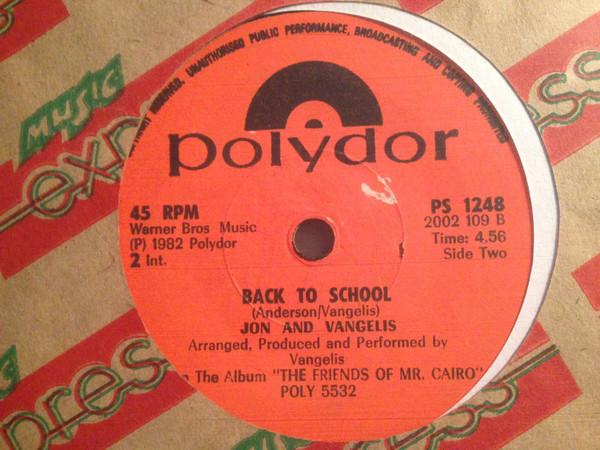 UNAUTHORISED PUBLIC PERFORMANCE, BROADCASTING AND COPYING PROHIBITED
MUSIC
express
polydor
45 RPM
Warner Bros Music
(P) 1982 Polydor
2 Int.
PS 1248
2002 109 B
Time: 4.56
Side Two
BACK TO SCHOOL
(Anderson/Vangelis)
JON AND VANGELIS
Arranged, Produced and Performed by
Vangelis
The Album "THE FRIENDS OF MR. CAIRO"
POLY 5532
press